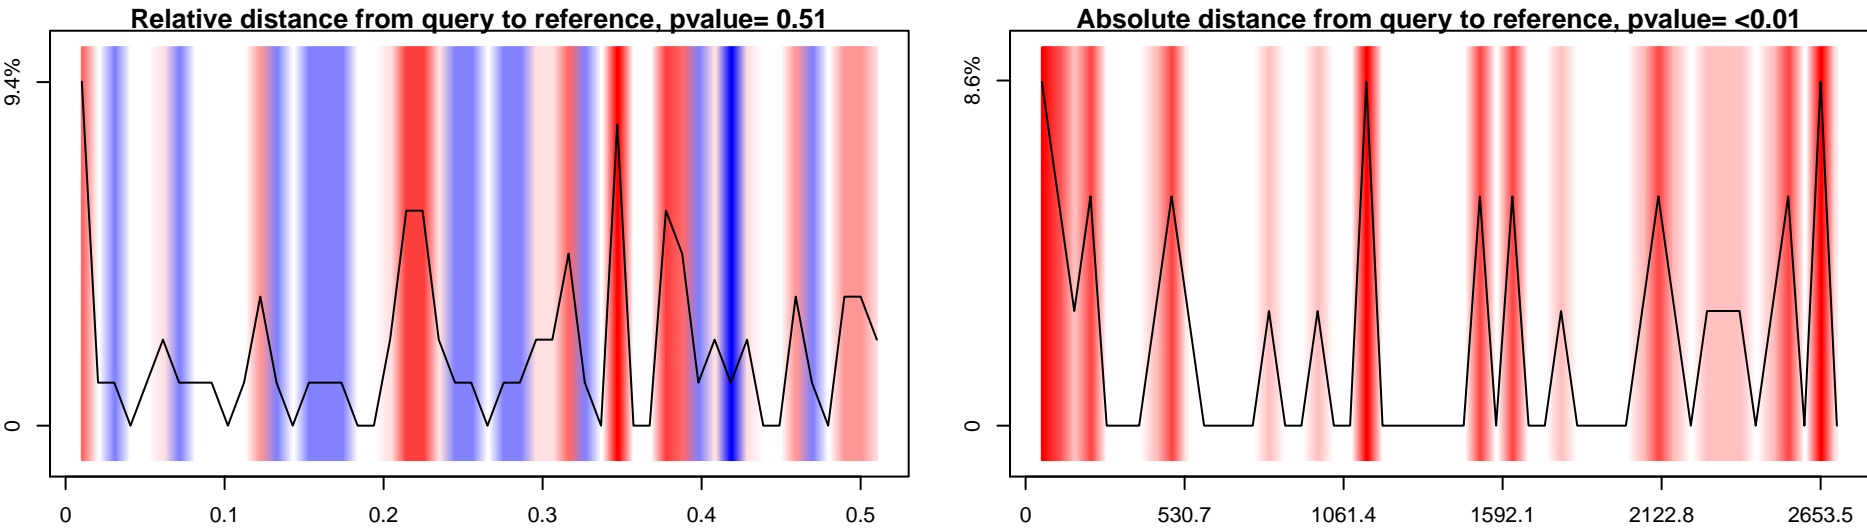 Relative distance from query to reference, pvalue= 0.51
9.4%
0
0 0.1 0.2 0.3 0.4 0.5
Absolute distance from query to reference, pvalue= <0.01
8.6%
0
0 530.7 1061.4 1592.1 2122.8 2653.5